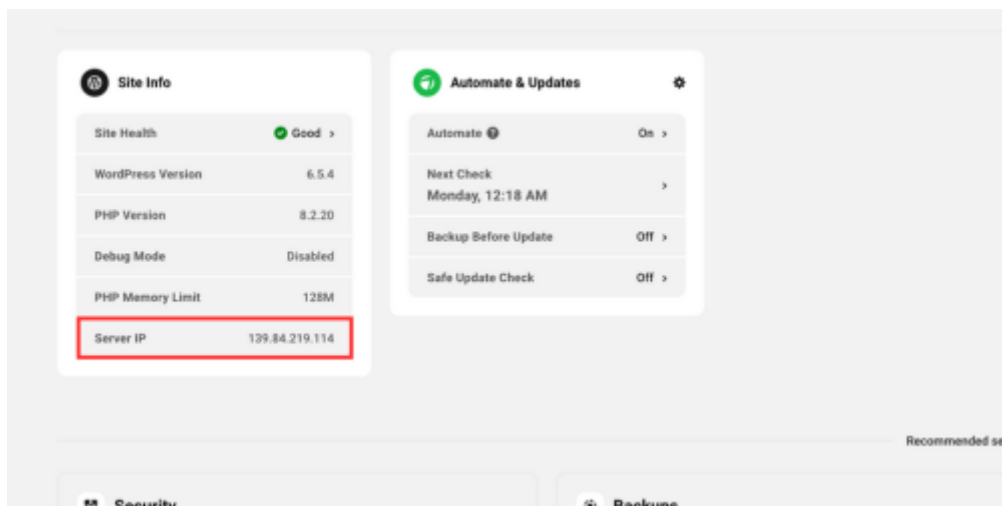 Site Info
Site Health Good
WordPress Version 6.5.4
PHP Version 8.2.20
Debug Mode Disabled
PHP Memory Limit 128M
Server IP 139.84.219.114
Automate & Updates
Automate On
Next Check
Monday, 12:18 AM
Backup Before Update Off
Safe Update Check Off
Recommended se
Security
Backups